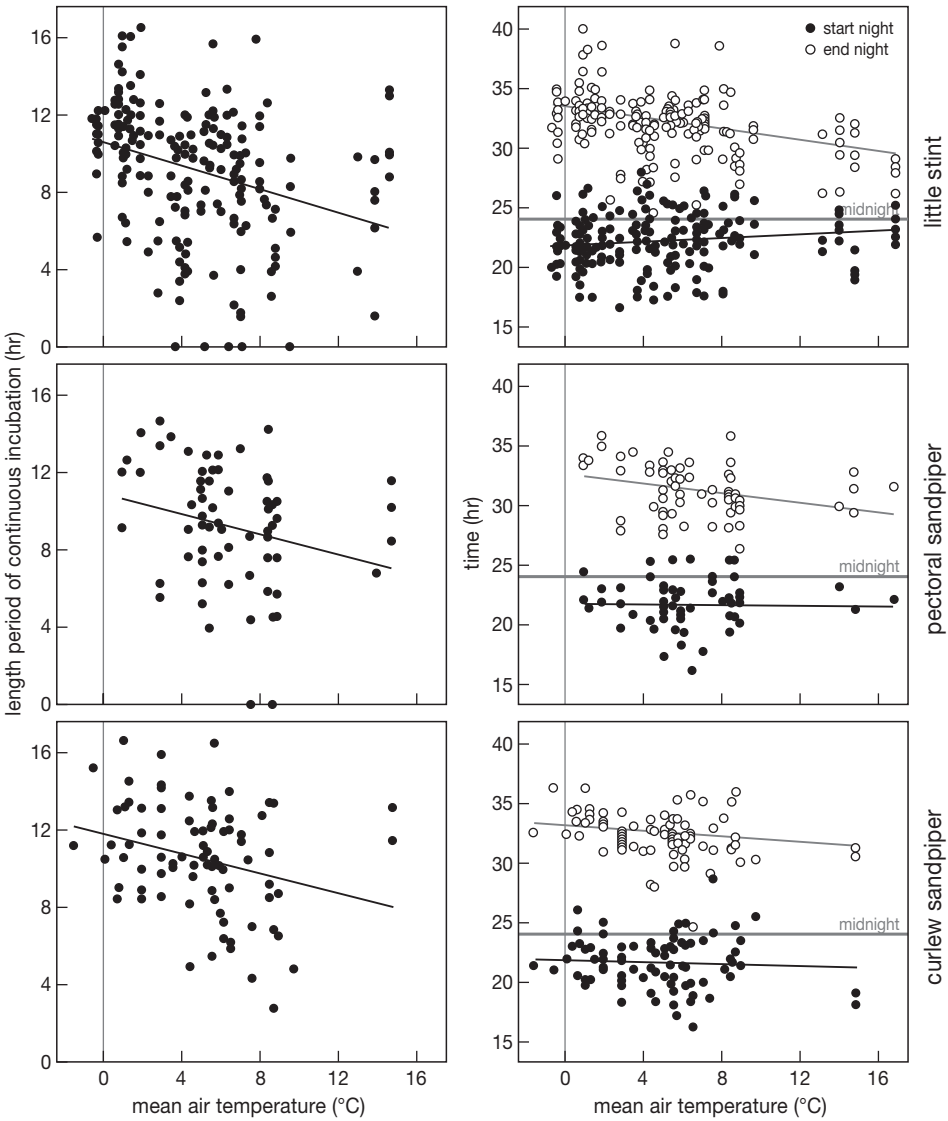 16
12
8
4
0
40
35
30
25
20
15
start night
end night
midnight
little stint
16
12
8
4
0
40
35
30
25
20
15
midnight
pectoral sandpiper
length period of continuous incubation (hr)
time (hr)
16
12
8
4
0
40
35
30
25
20
15
midnight
curlew sandpiper
0 4 8 12 16
0 4 8 12 16
mean air temperature (°C)
mean air temperature (°C)